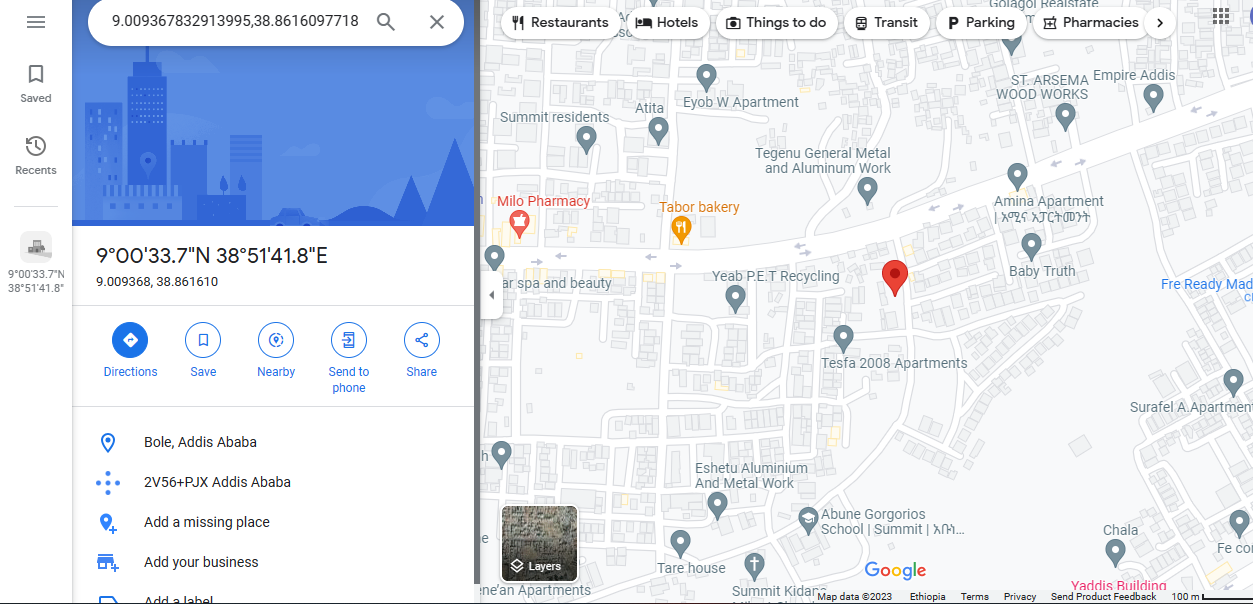 9.009367832913995,38.8616097718
Saved
Recents
9°00'33.7"N
38°51'41.8"
9°00'33.7"N 38°51'41.8"E
9.009368, 38.861610
Directions
Save
Nearby
Send to
phone
Share
Bole, Addis Ababa
2V56+PJX Addis Ababa
Add a missing place
Add your business
Add a label
Restaurants
Hotels
Things to do
Transit
Parking
Pharmacies
Golagol Realstate
ST. ARSEMA
WOOD WORKS
Empire Addis
Eyob W Apartment
Atita
Summit residents
Tegenu General Metal
and Aluminum Work
Milo Pharmacy
Tabor bakery
Amina Apartment
| አሚና አፓርትመንት
Baby Truth
ar spa and beauty
Yeab P.E.T Recycling
Fre Ready Mad
Tesfa 2008 Apartments
Surafel A.Apartment
Eshetu Aluminium
And Metal Work
Abune Gorgorios
School | Summit | አቡነ...
Chala
Tare house
Fe co
Layers
ene'an Apartments
Summit Kidan
Google
Yaddis Building
Map data ©2023
Ethiopia
Terms
Privacy
Send Product Feedback
100 m